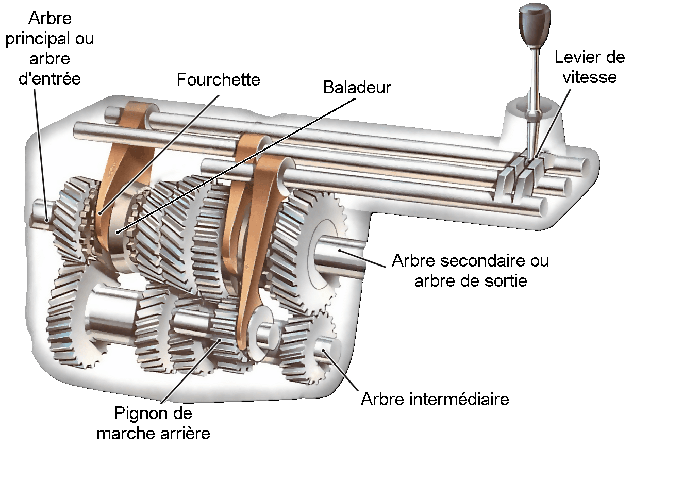 Arbre
principal ou
arbre
d'entrée
Fourchette
Baladeur
Levier de
vitesse
Arbre secondaire ou
arbre de sortie
Arbre intermédiaire
Pignon de
marche arrière